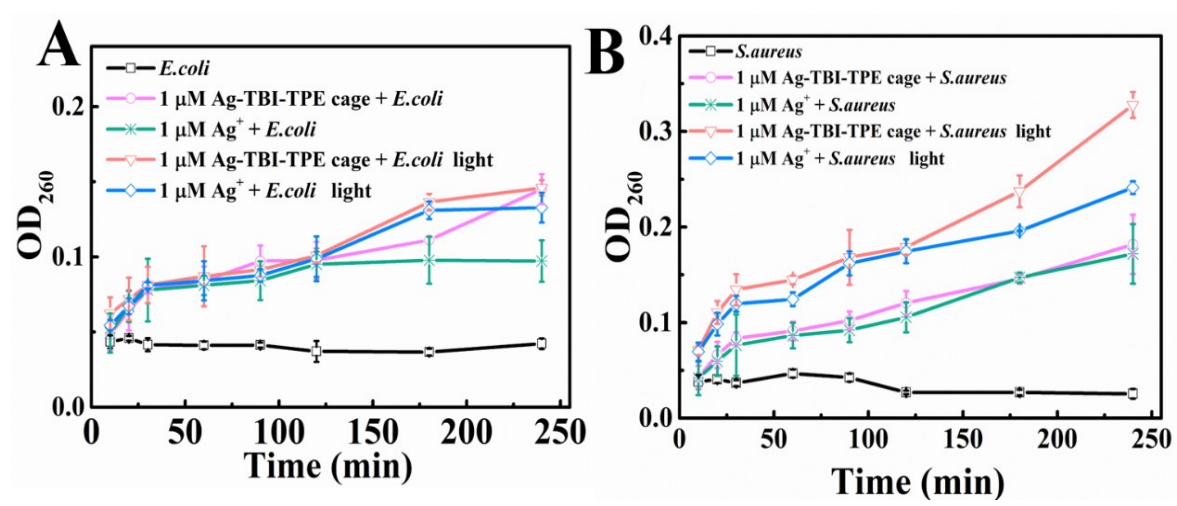 A
E.coli
1 μM Ag-TBI-TPE cage + E.coli
1 μM Ag⁺ + E.coli
1 μM Ag-TBI-TPE cage + E.coli light
1 μM Ag⁺ + E.coli light
OD₂₆₀
0.2
0.1
0.0
0 50 100 150 200 250
Time (min)
B
S.aureus
1 μM Ag-TBI-TPE cage + S.aureus
1 μM Ag⁺ + S.aureus
1 μM Ag-TBI-TPE cage + S.aureus light
1 μM Ag⁺ + S.aureus light
OD₂₆₀
0.4
0.3
0.2
0.1
0.0
0 50 100 150 200 250
Time (min)